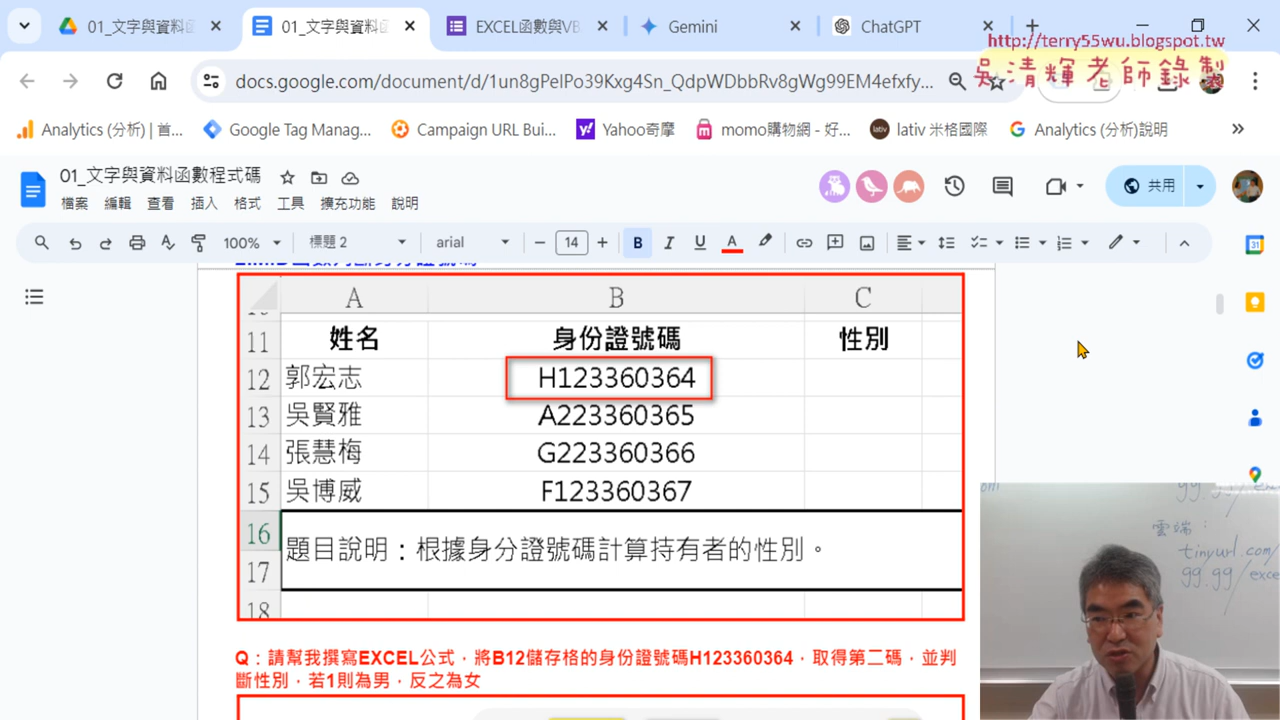 01_文字與資料函
01_文字與資料函
EXCEL函數與VB
Gemini
ChatGPT
http://terry55wu.blogspot.tw
吳清輝老師錄製
docs.google.com/document/d/1un8gPelPo39Kxg4Sn_QdpWDbbRv8gWg99EM4efxfy...
Analytics (分析) | 首...
Google Tag Manag...
Campaign URL Bui...
Yahoo奇摩
momo購物網 - 好...
lativ 米格國際
Analytics (分析)說明
01_文字與資料函數程式碼
檔案 編輯 查看 插入 格式 工具 擴充功能 說明
共用
100% 標題 2 arial 14 B I U A
A B C
11 姓名 身份證號碼 性別
12 郭宏志 H123360364
13 吳賢雅 A223360365
14 張慧梅 G223360366
15 吳博威 F123360367
16 題目說明：根據身分證號碼計算持有者的性別。
17
18
Q：請幫我撰寫EXCEL公式，將B12儲存格的身份證號碼H123360364，取得第二碼，並判
斷性別，若1則為男，反之為女
雲端：
tinyurl.com/
gg.gg/exce